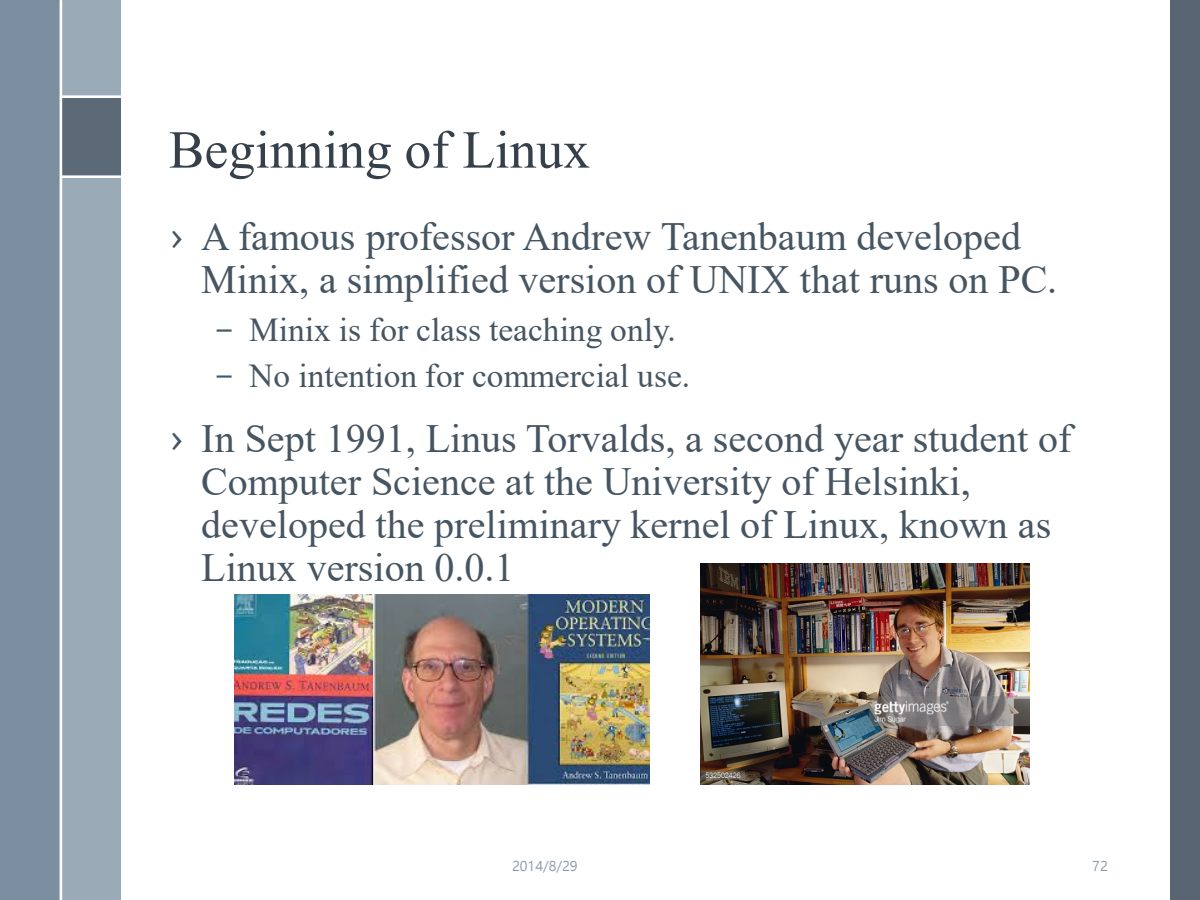 Beginning of Linux
› A famous professor Andrew Tanenbaum developed
Minix, a simplified version of UNIX that runs on PC.
– Minix is for class teaching only.
– No intention for commercial use.
› In Sept 1991, Linus Torvalds, a second year student of
Computer Science at the University of Helsinki,
developed the preliminary kernel of Linux, known as
Linux version 0.0.1
ANDREW S. TANENBAUM
REDES
DE COMPUTADORES
MODERN
OPERATING
SYSTEMS
SECOND EDITION
Andrew S. Tanenbaum
IBM
gettyimages
Jim Sugar
532502426
2014/8/29
72